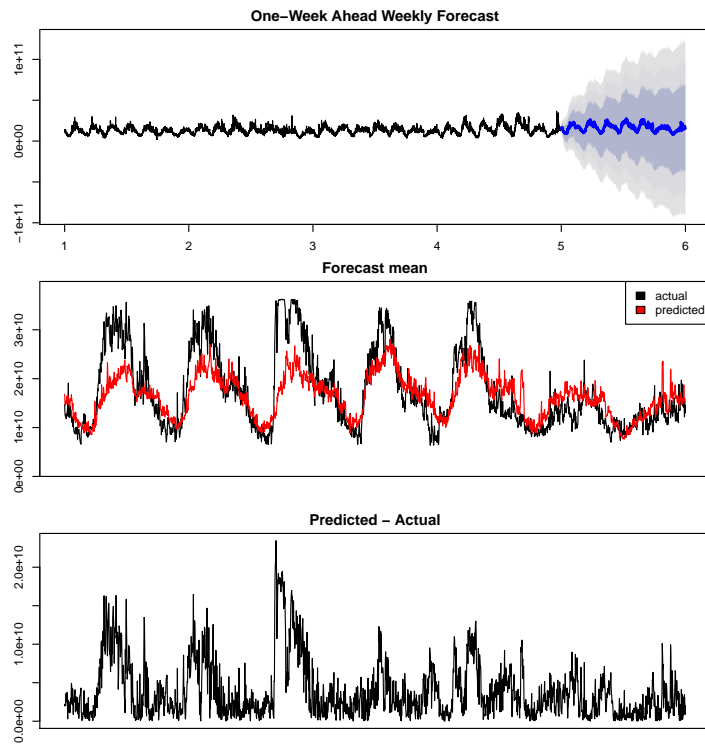 One−Week Ahead Weekly Forecast
1e+11
0e+00
−1e+11
1 2 3 4 5 6
Forecast mean
actual
predicted
3e+10
2e+10
1e+10
0e+00
Predicted − Actual
2.0e+10
1.0e+10
0.0e+00